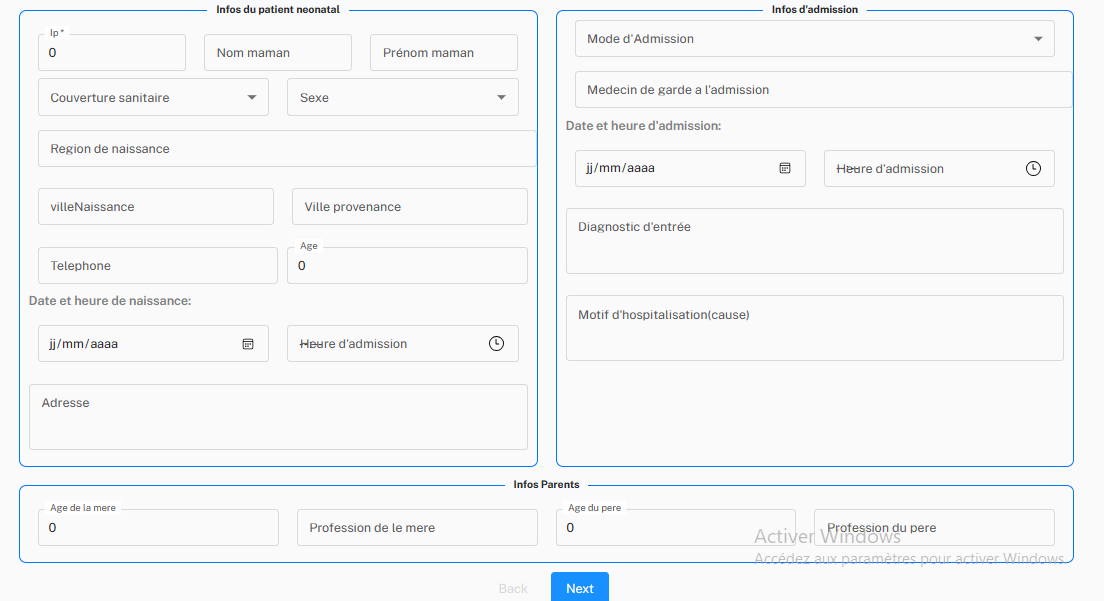 Infos du patient neonatal
Ip *
0
Nom maman
Prénom maman
Couverture sanitaire
Sexe
Region de naissance
villeNaissance
Ville provenance
Telephone
Age
0
Date et heure de naissance:
jj/mm/aaaa
Heure d'admission
Adresse
Infos d'admission
Mode d'Admission
Medecin de garde a l'admission
Date et heure d'admission:
jj/mm/aaaa
Heure d'admission
Diagnostic d'entrée
Motif d'hospitalisation(cause)
Infos Parents
Age de la mere
0
Profession de le mere
Age du pere
0
Profession du pere
Activer Windows
Accédez aux paramètres pour activer Windows.
Back
Next